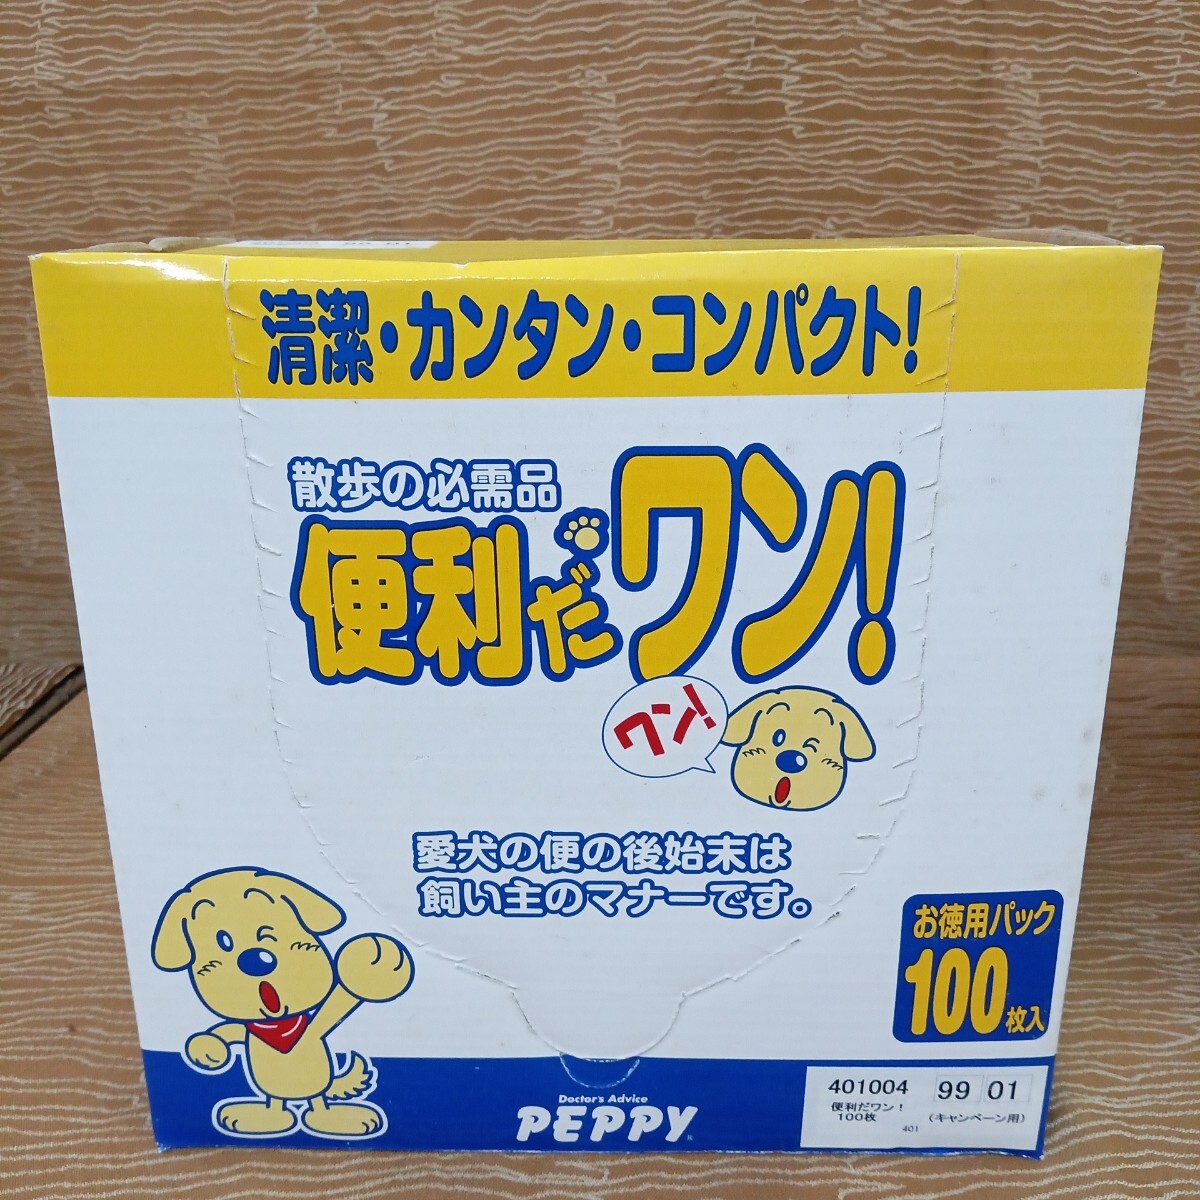 清潔・カンタン・コンパクト!
散歩の必需品
便利だワン!
ワン!
愛犬の便の後始末は
飼い主のマナーです。
お徳用パック
100枚入
Doctor's Advice
PEPPY
401004 99 01
便利だワン! (キャンペーン用)
100枚
401